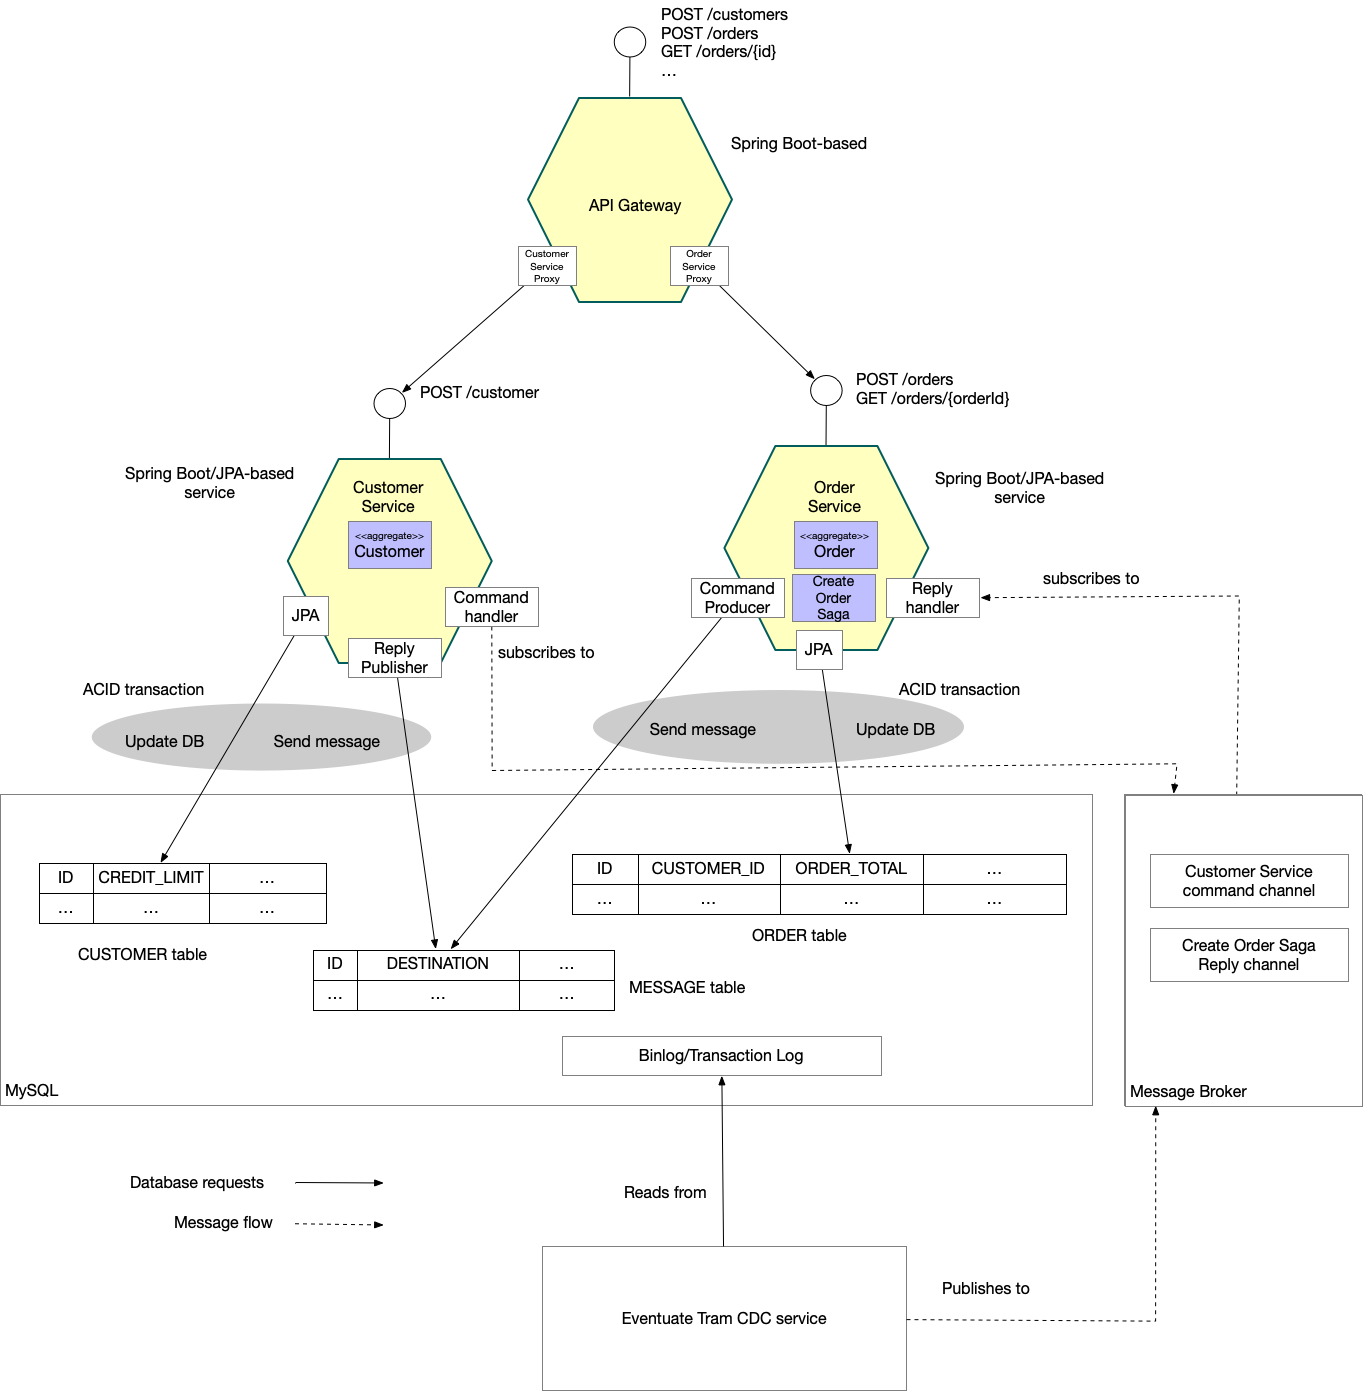 POST /customers
POST /orders
GET /orders/{id}
...
Spring Boot-based
API Gateway
Customer
Service
Proxy
Order
Service
Proxy
POST /customer
POST /orders
GET /orders/{orderId}
Spring Boot/JPA-based
service
Customer
Service
<<aggregate>>
Customer
JPA
Command
handler
Reply
Publisher
subscribes to
Spring Boot/JPA-based
service
Order
Service
<<aggregate>>
Order
Create
Order
Saga
Command
Producer
Reply
handler
JPA
subscribes to
ACID transaction
Update DB
Send message
ACID transaction
Send message
Update DB
ID CREDIT_LIMIT ...
... ... ...
CUSTOMER table
ID CUSTOMER_ID ORDER_TOTAL ...
... ... ... ...
ORDER table
ID DESTINATION ...
... ... ...
MESSAGE table
Binlog/Transaction Log
MySQL
Customer Service
command channel
Create Order Saga
Reply channel
Message Broker
Database requests
Message flow
Reads from
Eventuate Tram CDC service
Publishes to